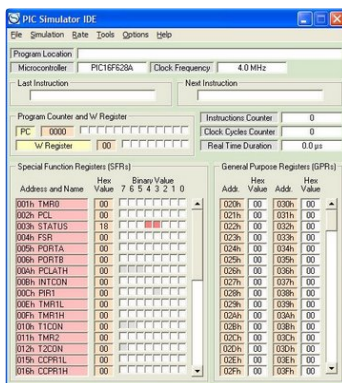 PIC Simulator IDE
File Simulation Rate Tools Options Help
Program Location
Microcontroller PIC16F628A Clock Frequency 4.0 MHz
Last Instruction Next Instruction
Program Counter and W Register Instructions Counter 0
PC 0000 Clock Cycles Counter 0
W Register 00 Real Time Duration 0.0 µs
Special Function Registers (SFRs) General Purpose Registers (GPRs)
Hex Binary Value Hex Hex
Address and Name Value 7 6 5 4 3 2 1 0 Addr. Value Addr. Value
001h TMR0 00 020h 00 030h 00
002h PCL 00 021h 00 031h 00
003h STATUS 18 022h 00 032h 00
004h FSR 00 023h 00 033h 00
005h PORTA 00 024h 00 034h 00
006h PORTB 00 025h 00 035h 00
00Ah PCLATH 00 026h 00 036h 00
00Bh INTCON 00 027h 00 037h 00
00Ch PIR1 00 028h 00 038h 00
00Eh TMR1L 00 029h 00 039h 00
00Fh TMR1H 00 02Ah 00 03Ah 00
010h T1CON 00 02Bh 00 03Bh 00
011h TMR2 00 02Ch 00 03Ch 00
012h T2CON 00 02Dh 00 03Dh 00
015h CCPR1L 00 02Eh 00 03Eh 00
016h CCPR1H 00 02Fh 00 03Fh 00